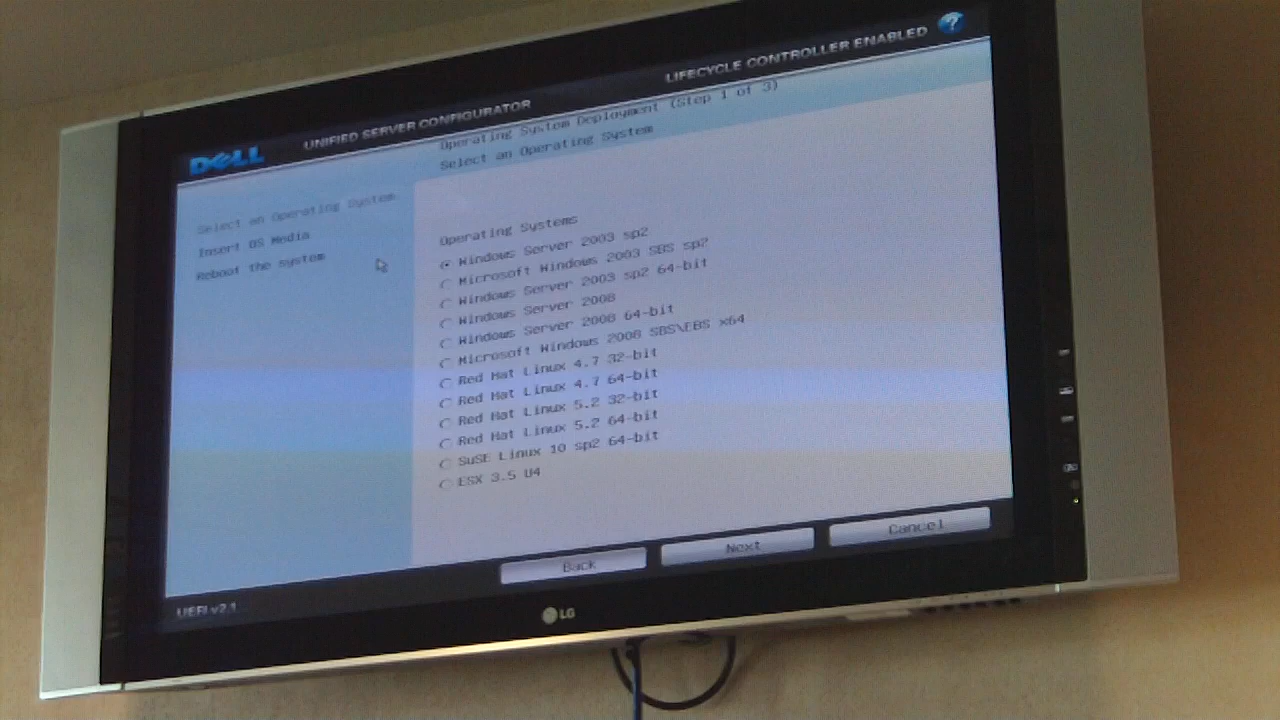 DELL
UNIFIED SERVER CONFIGURATOR
LIFECYCLE CONTROLLER ENABLED
?
Operating System Deployment (Step 1 of 3)
Select an Operating System
Select an Operating System
Insert OS Media
Reboot the system
Operating Systems
Windows Server 2003 sp2
Microsoft Windows 2003 SBS sp2
Windows Server 2003 sp2 64-bit
Windows Server 2008
Windows Server 2008 64-bit
Microsoft Windows 2008 SBS\EBS x64
Red Hat Linux 4.7 32-bit
Red Hat Linux 4.7 64-bit
Red Hat Linux 5.2 32-bit
Red Hat Linux 5.2 64-bit
SuSE Linux 10 sp2 64-bit
ESX 3.5 U4
Back
Next
Cancel
UEFI v2.1
LG